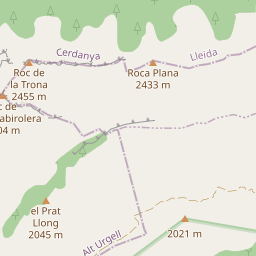 Cerdanya
Lleida
Roc de
la Trona
2455 m
Roca Plana
2433 m
c de
abirolera
04 m
el Prat
Llong
2045 m
Alt Urgell
2021 m